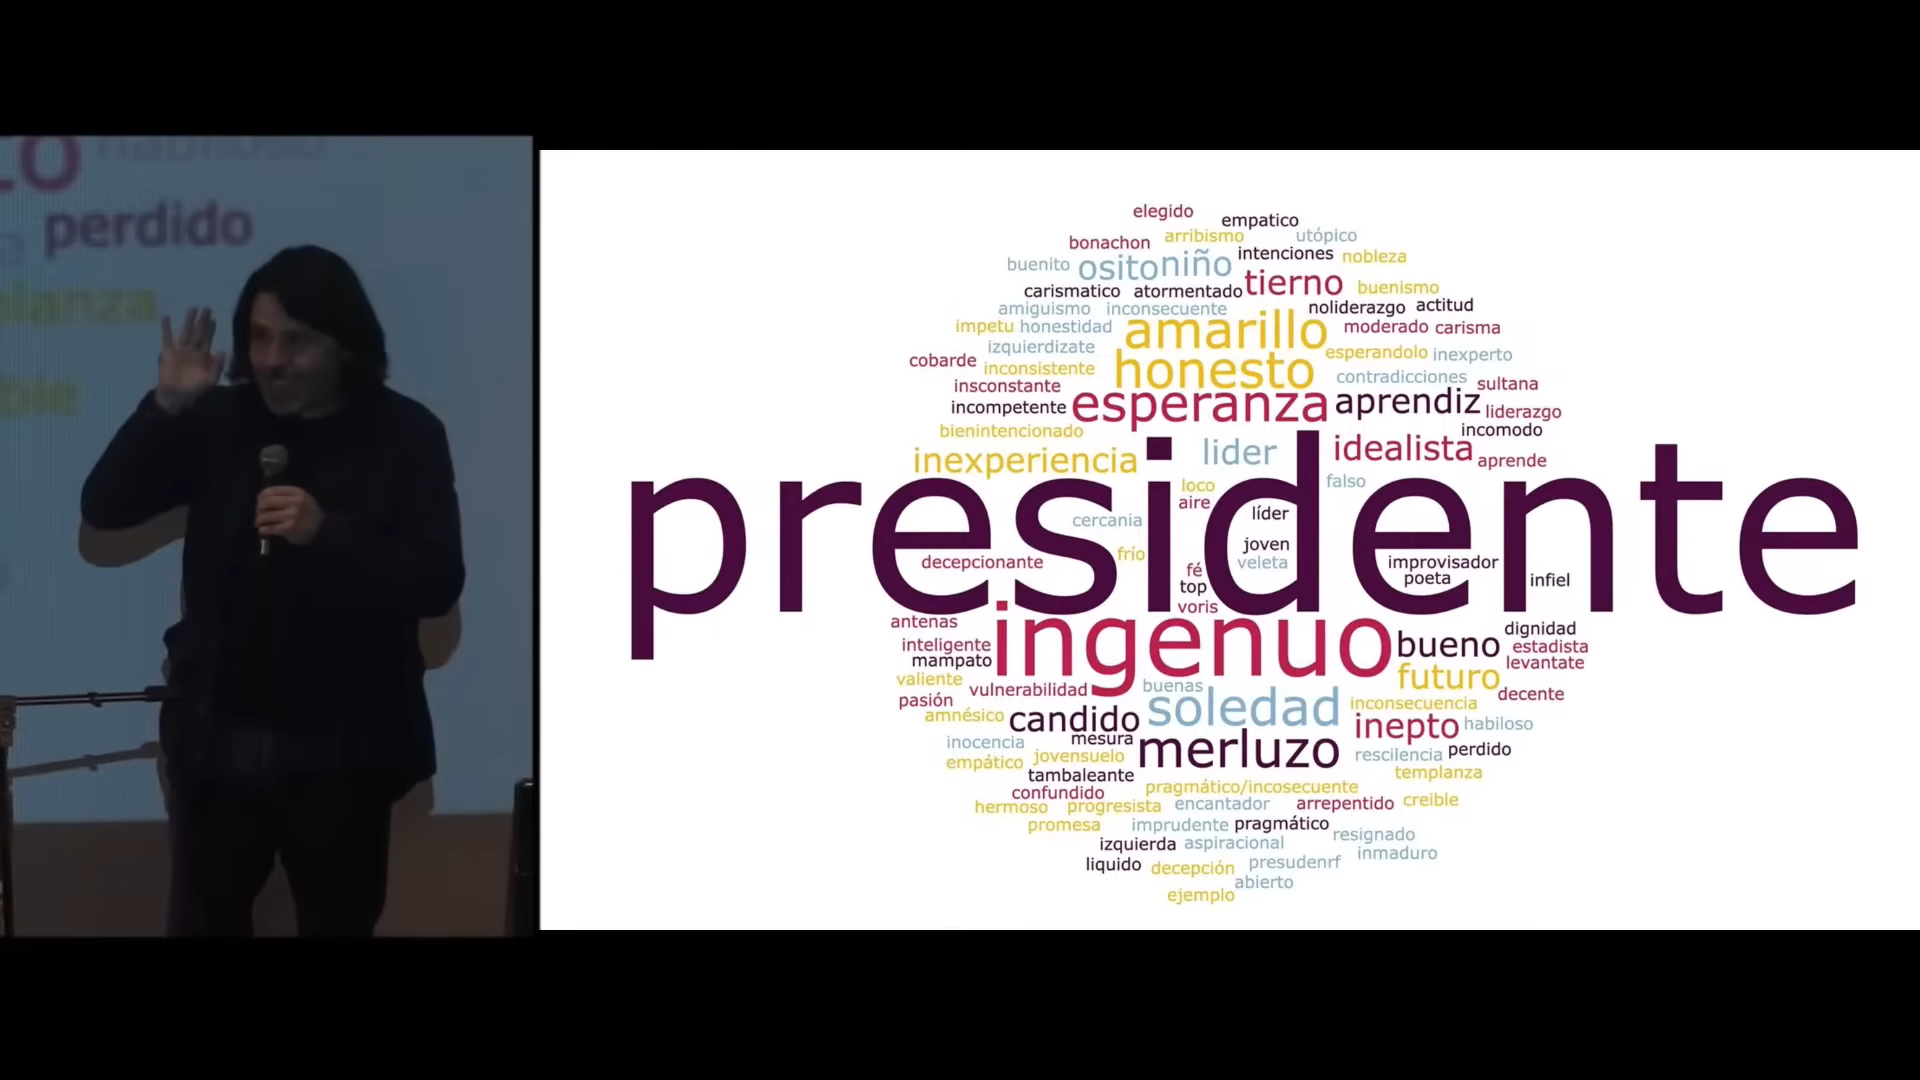 perdido
elegido
empatico
bonachon arribismo utópico
buenito osito niño intenciones nobleza
carismatico atormentado tierno buenismo
amiguismo inconsecuente noliderazgo actitud
impetu honestidad amarillo moderado carisma
izquierdizate
cobarde inconsistente honesto esperandolo inexperto
insconstante contradicciones sultana
incompetente esperanza aprendiz liderazgo
bienintencionado incomodo
inexperiencia lider idealista aprende
loco falso
aire
cercania líder
presidente
frío joven
decepcionante fé veleta improvisador
top poeta infiel
voris
antenas ingenuo dignidad
inteligente bueno estadista
mampato levantate
valiente vulnerabilidad buenas futuro
pasión decente
amnésico candido soledad inconsecuencia
inepto habiloso
inocencia mesura merluzo rescilencia perdido
empático jovensuelo
tambaleante templanza
confundido pragmático/incosecuente
hermoso progresista encantador arrepentido creible
promesa imprudente pragmático resignado
izquierda aspiracional inmaduro
liquido decepción presudenrf
abierto
ejemplo